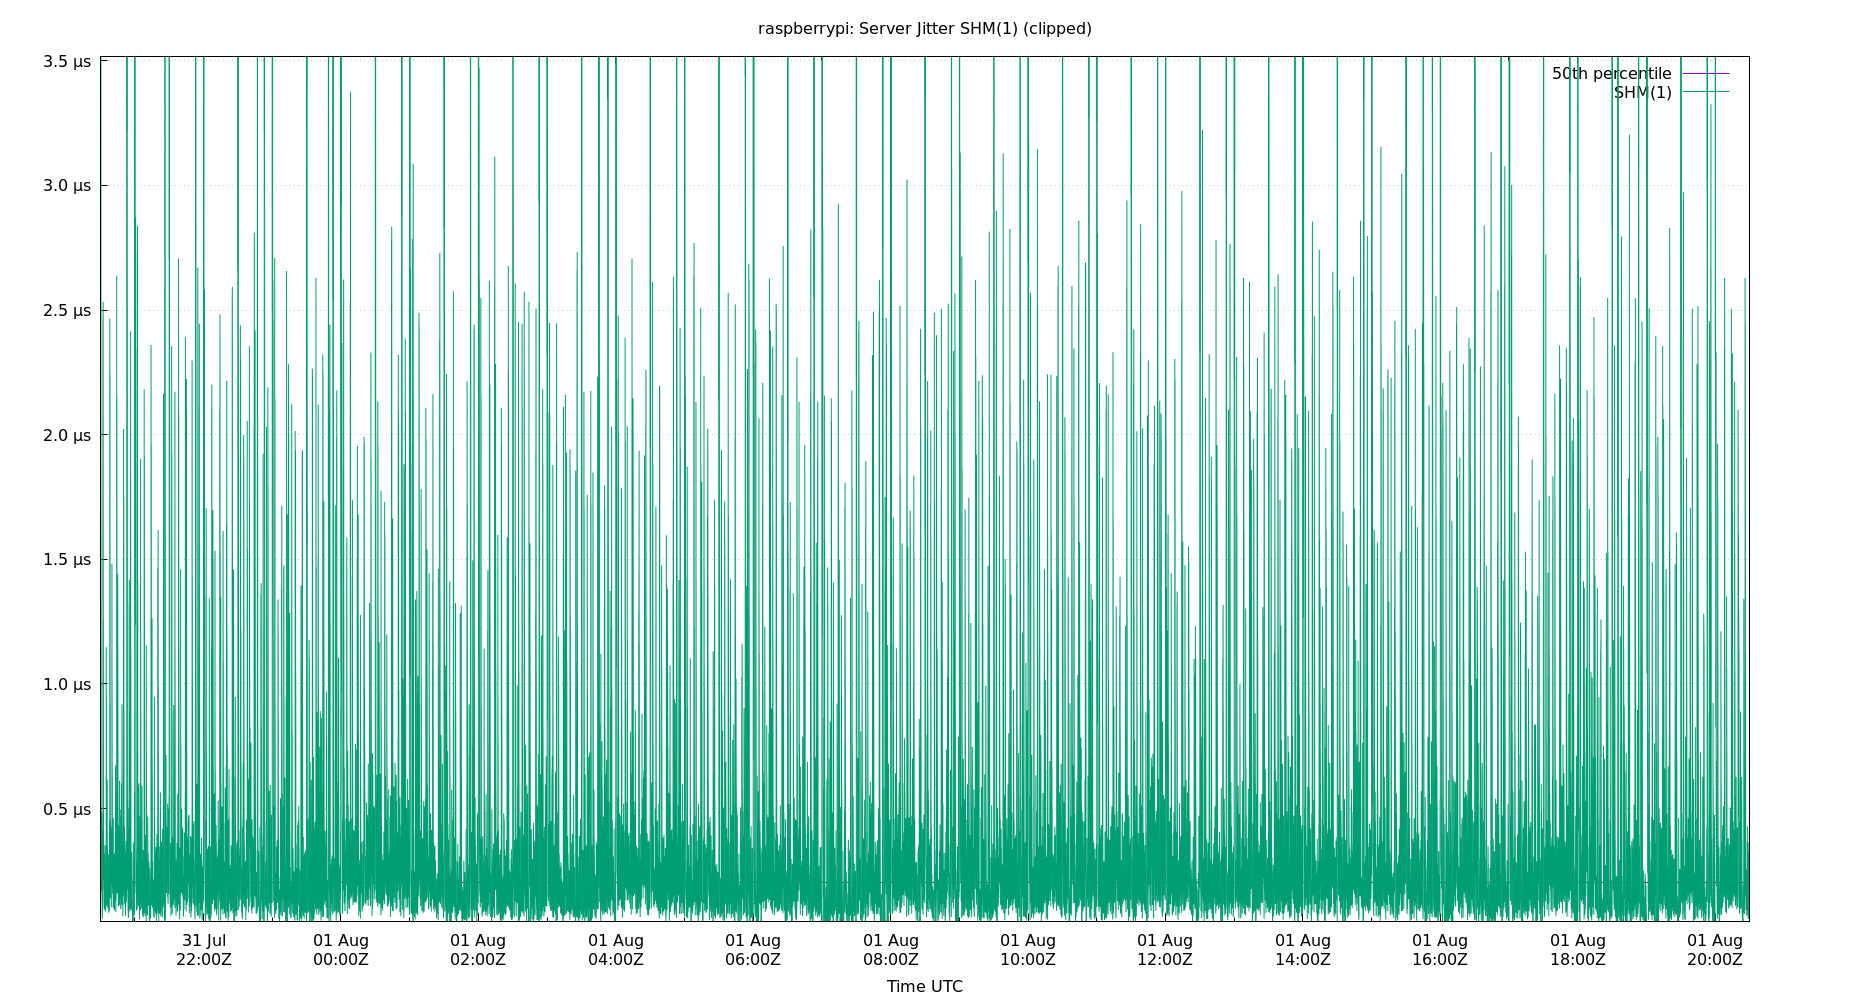 raspberrypi: Server Jitter SHM(1) (clipped)
3.5 µs
3.0 µs
2.5 µs
2.0 µs
1.5 µs
1.0 µs
0.5 µs
50th percentile
SHM(1)
31 Jul 01 Aug 01 Aug 01 Aug 01 Aug 01 Aug 01 Aug 01 Aug 01 Aug 01 Aug 01 Aug 01 Aug
22:00Z 00:00Z 02:00Z 04:00Z 06:00Z 08:00Z 10:00Z 12:00Z 14:00Z 16:00Z 18:00Z 20:00Z
Time UTC